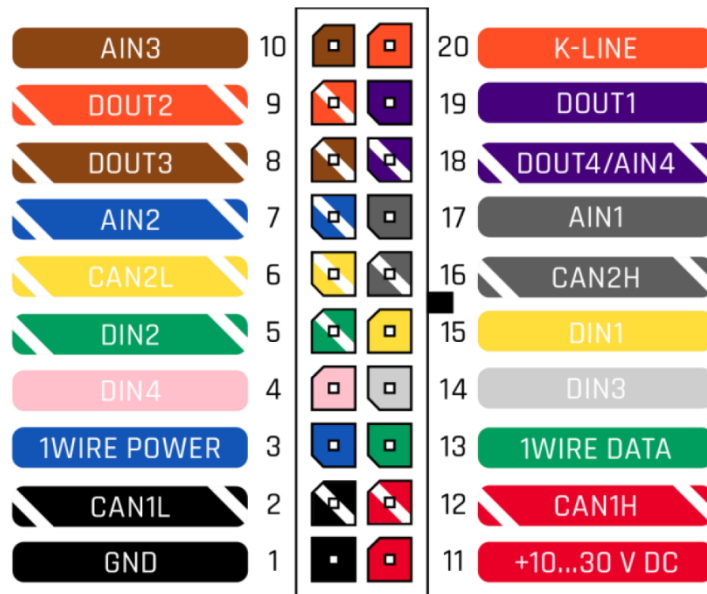 AIN3 10 20 K-LINE
DOUT2 9 19 DOUT1
DOUT3 8 18 DOUT4/AIN4
AIN2 7 17 AIN1
CAN2L 6 16 CAN2H
DIN2 5 15 DIN1
DIN4 4 14 DIN3
1WIRE POWER 3 13 1WIRE DATA
CAN1L 2 12 CAN1H
GND 1 11 +10...30 V DC